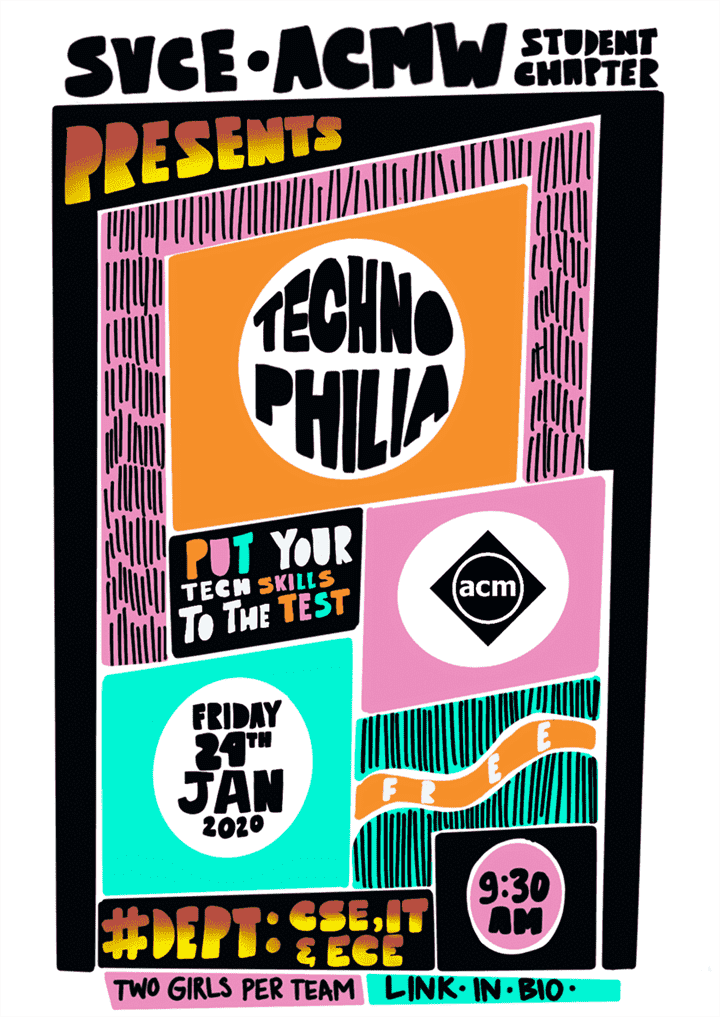 SVCE·ACMW STUDENT
CHAPTER
PRESENTS
TECHNO
PHILIA
PUT YOUR
TECH SKILLS
TO THE TEST
acm
FRIDAY
24TH
JAN
2020
FREE
9:30
AM
#DEPT: CSE, IT
& ECE
TWO GIRLS PER TEAM
LINK·IN·BIO·